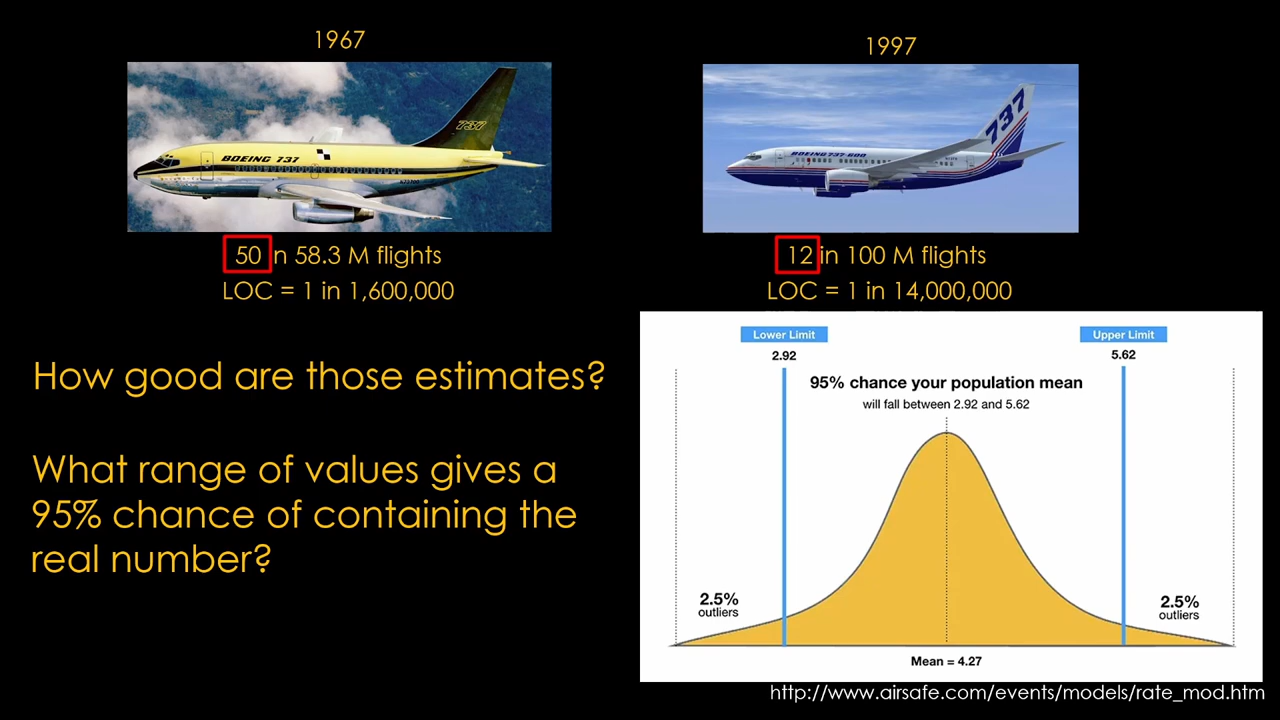 1967
1997
737
BOEING 737
737
BOEING 737-600
50 in 58.3 M flights
LOC = 1 in 1,600,000
12 in 100 M flights
LOC = 1 in 14,000,000
How good are those estimates?
What range of values gives a
95% chance of containing the
real number?
Lower Limit
2.92
Upper Limit
5.62
95% chance your population mean
will fall between 2.92 and 5.62
2.5%
outliers
2.5%
outliers
Mean = 4.27
http://www.airsafe.com/events/models/rate_mod.htm